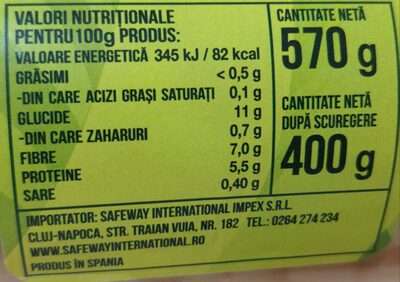 VALORI NUTRIȚIONALE
PENTRU 100g PRODUS:
VALOARE ENERGETICĂ 345 kJ / 82 kcal
GRĂSIMI < 0,5 g
-DIN CARE ACIZI GRAȘI SATURAȚI 0,1 g
GLUCIDE 11 g
-DIN CARE ZAHARURI 0,7 g
FIBRE 7,0 g
PROTEINE 5,5 g
SARE 0,40 g
CANTITATE NETĂ
570 g
CANTITATE NETĂ
DUPĂ SCUREGERE
400 g
IMPORTATOR: SAFEWAY INTERNATIONAL IMPEX S.R.L.
CLUJ-NAPOCA, STR. TRAIAN VUIA, NR. 182 TEL.: 0264 274 234
WWW.SAFEWAYINTERNATIONAL.RO
PRODUS ÎN SPANIA